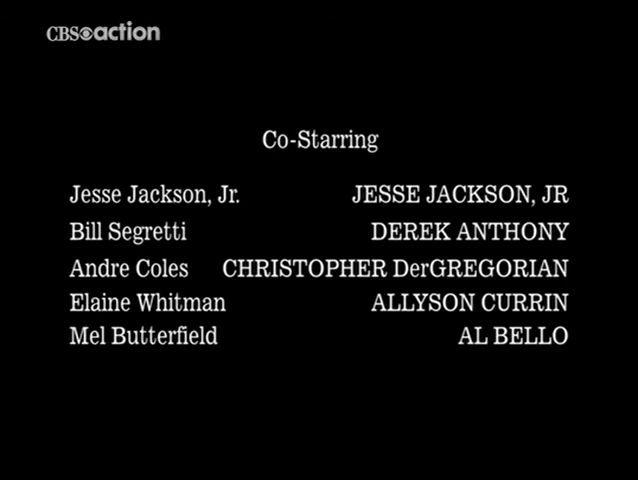 CBS action
Co-Starring
Jesse Jackson, Jr. JESSE JACKSON, JR
Bill Segretti DEREK ANTHONY
Andre Coles CHRISTOPHER DerGREGORIAN
Elaine Whitman ALLYSON CURRIN
Mel Butterfield AL BELLO